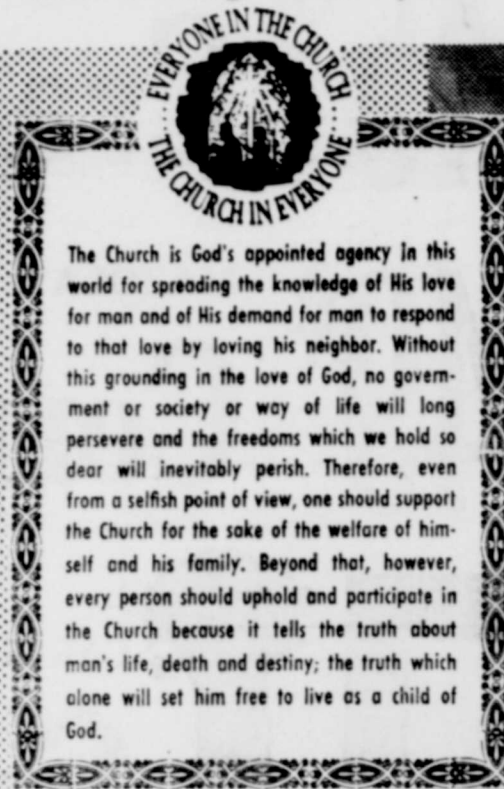 EVERYONE IN THE CHURCH...
THE CHURCH IN EVERYONE...
The Church is God's appointed agency in this
world for spreading the knowledge of His love
for man and of His demand for man to respond
to that love by loving his neighbor. Without
this grounding in the love of God, no govern-
ment or society or way of life will long
persevere and the freedoms which we hold so
dear will inevitably perish. Therefore, even
from a selfish point of view, one should support
the Church for the sake of the welfare of him-
self and his family. Beyond that, however,
every person should uphold and participate in
the Church because it tells the truth about
man's life, death and destiny; the truth which
alone will set him free to live as a child of
God.